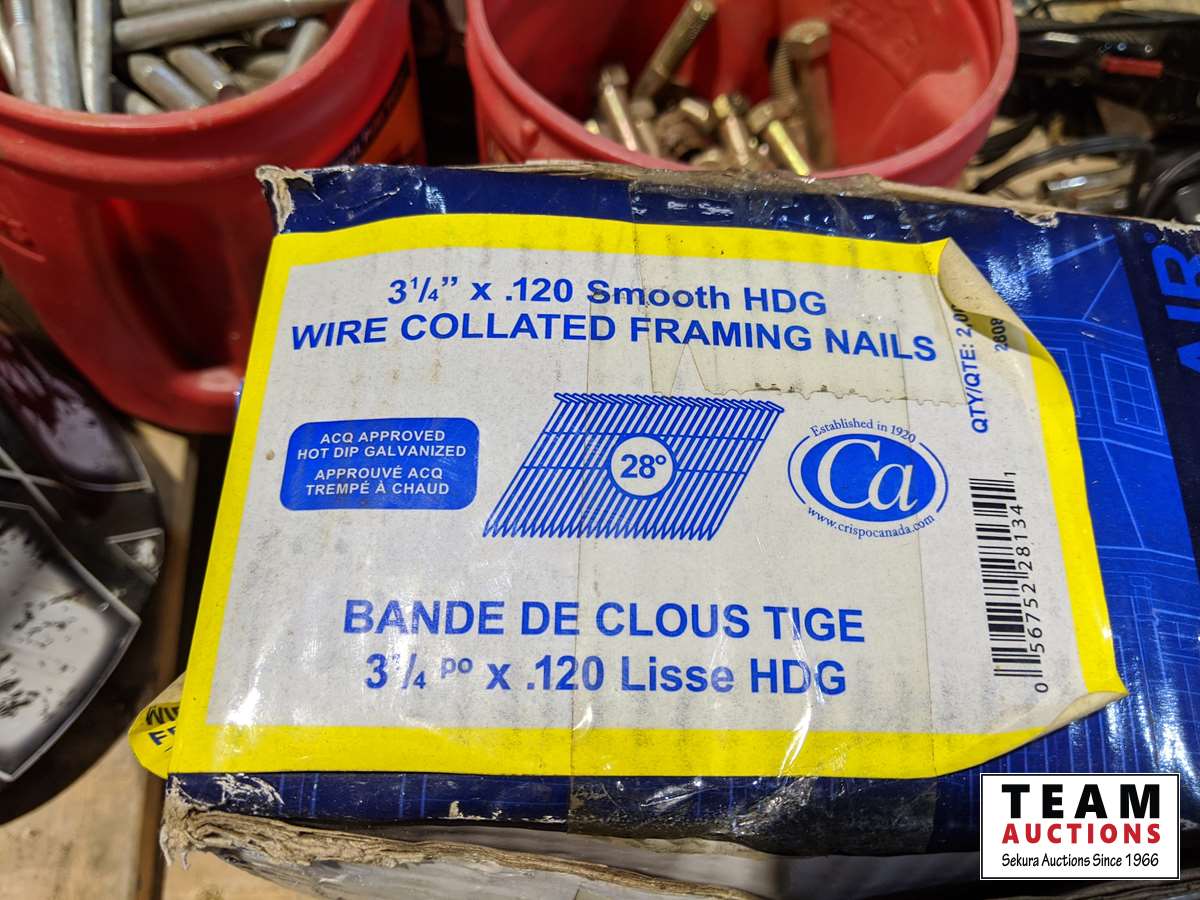 3¹/₄” x .120 Smooth HDG
WIRE COLLATED FRAMING NAILS
ACQ APPROVED
HOT DIP GALVANIZED
APPROUVÉ ACQ
TREMPÉ À CHAUD
28º
Established in 1920
Ca
www.crispocanada.com
BANDE DE CLOUS TIGE
3¹/₄ po x .120 Lisse HDG
QTY/QTE:
0 56752 28134 1
AIR
TEAM
AUCTIONS
Sekura Auctions Since 1966